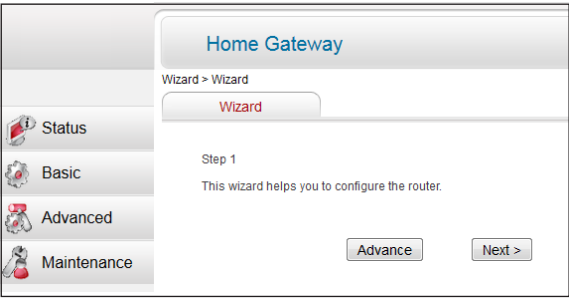 Home Gateway
Wizard > Wizard
Wizard
Status
Basic
Advanced
Maintenance
Step 1
This wizard helps you to configure the router.
Advance
Next >